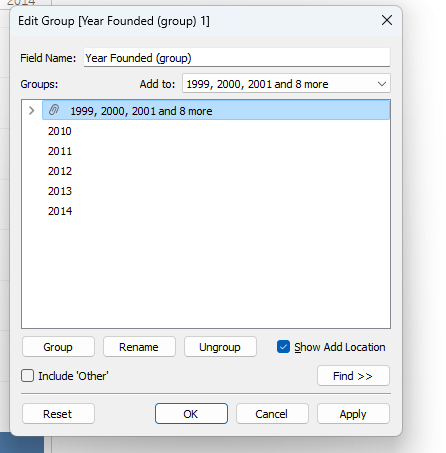 2014
Edit Group [Year Founded (group) 1]
Field Name: Year Founded (group)
Groups: Add to: 1999, 2000, 2001 and 8 more
1999, 2000, 2001 and 8 more
2010
2011
2012
2013
2014
Group Rename Ungroup Show Add Location
Include 'Other' Find >>
Reset OK Cancel Apply